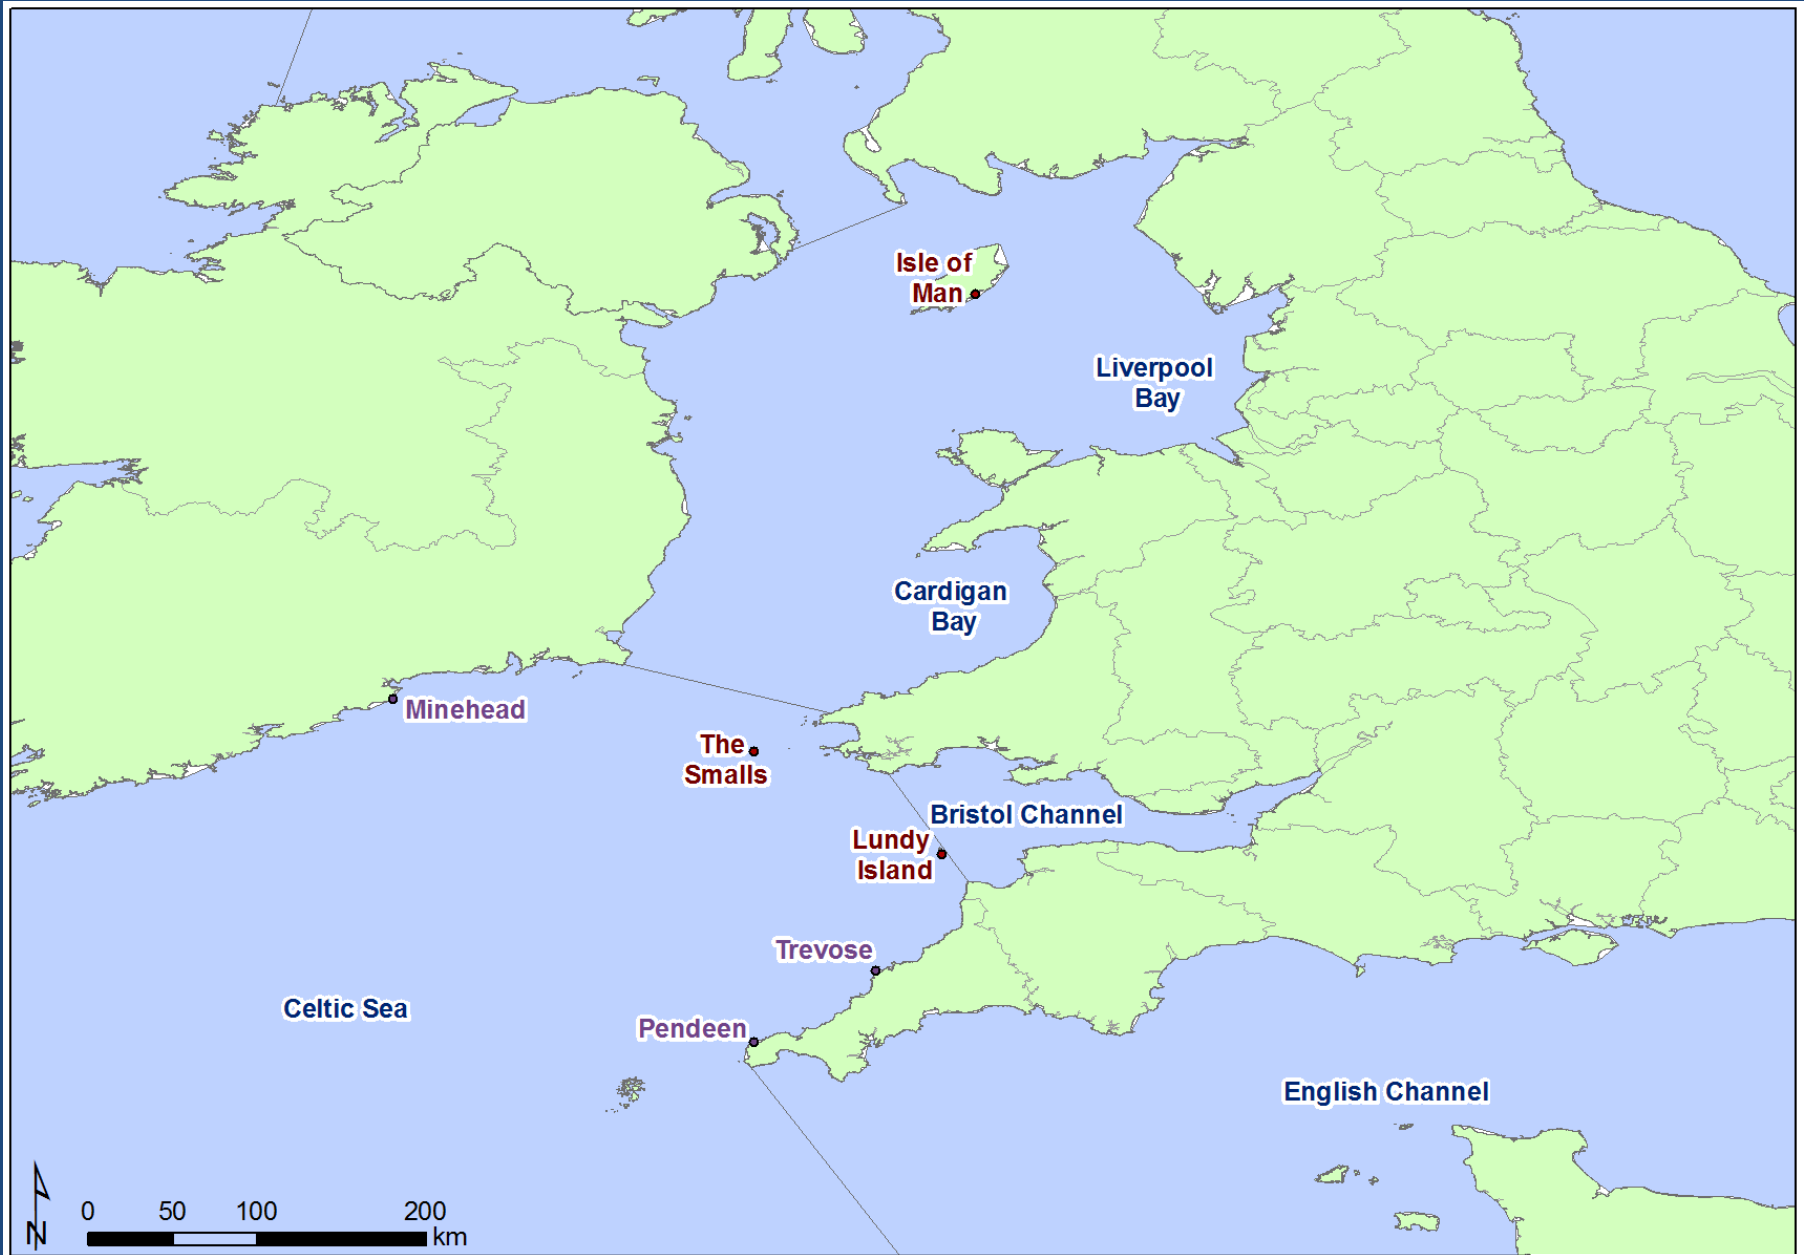 Isle of
Man
Liverpool
Bay
Cardigan
Bay
Minehead
The
Smalls
Bristol Channel
Lundy
Island
Trevose
Celtic Sea
Pendeen
English Channel
N
0 50 100 200
km